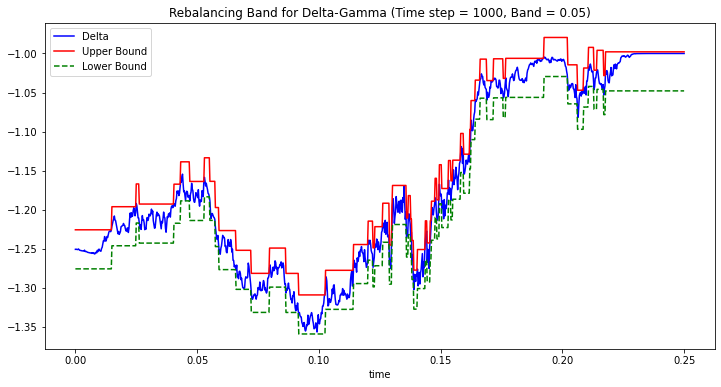 Rebalancing Band for Delta-Gamma (Time step = 1000, Band = 0.05)
Delta
Upper Bound
Lower Bound
−1.00
−1.05
−1.10
−1.15
−1.20
−1.25
−1.30
−1.35
0.00 0.05 0.10 0.15 0.20 0.25
time